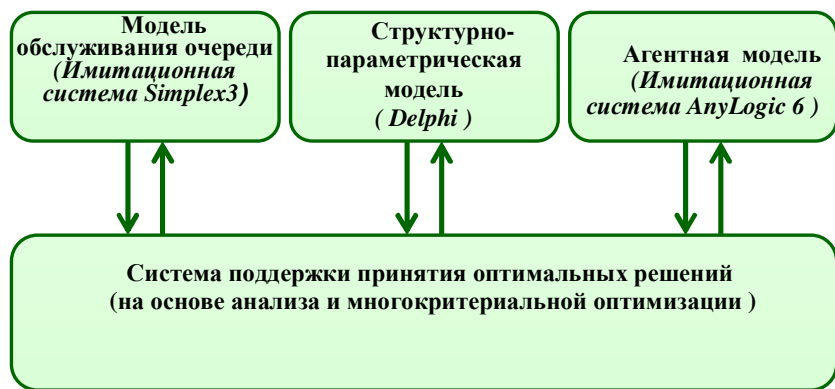 Модель
обслуживания очереди
(Имитационная
система Simplex3)
Структурно-
параметрическая
модель
( Delphi )
Агентная модель
(Имитационная
система AnyLogic 6 )
Система поддержки принятия оптимальных решений
(на основе анализа и многокритериальной оптимизации )